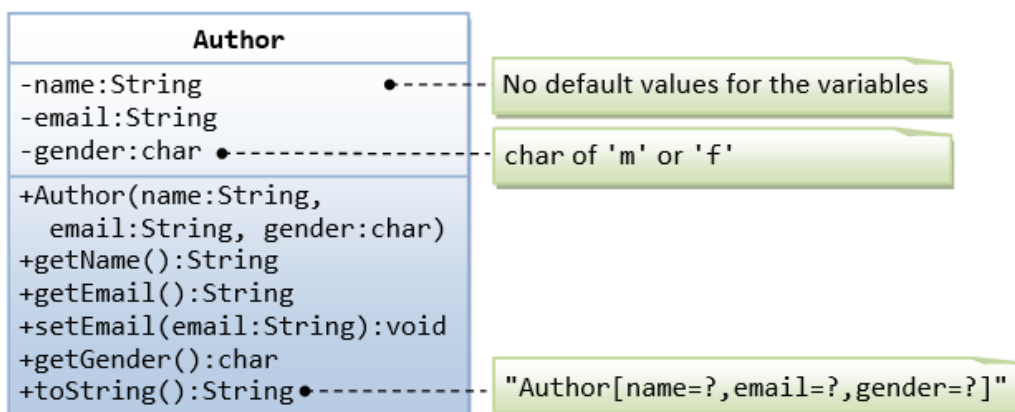 Author
-name:String
-email:String
-gender:char
+Author(name:String,
email:String, gender:char)
+getName():String
+getEmail():String
+setEmail(email:String):void
+getGender():char
+toString():String
No default values for the variables
char of 'm' or 'f'
"Author[name=?,email=?,gender=?]"